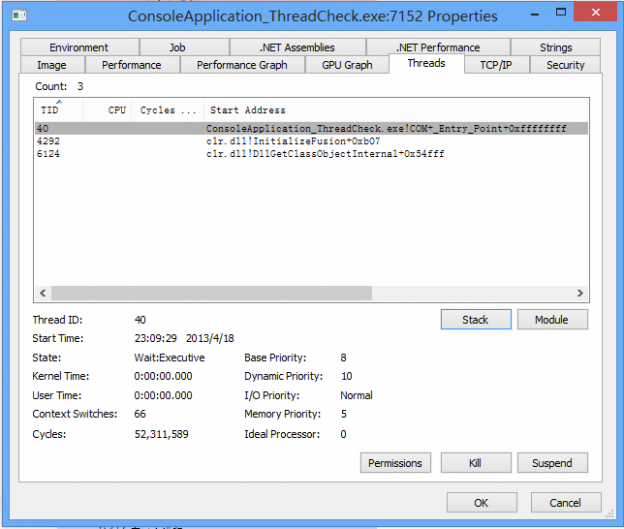 ConsoleApplication_ThreadCheck.exe:7152 Properties
Environment Job .NET Assemblies .NET Performance Strings
Image Performance Performance Graph GPU Graph Threads TCP/IP Security
Count: 3
TID CPU Cycles ... Start Address
40 ConsoleApplication_ThreadCheck.exe!COM+_Entry_Point+0xffffffff
4292 clr.dll!InitializeFusion+0xb07
6124 clr.dll!DllGetClassObjectInternal+0x54fff
Thread ID: 40 Stack Module
Start Time: 23:09:29 2013/4/18
State: Wait:Executive Base Priority: 8
Kernel Time: 0:00:00.000 Dynamic Priority: 10
User Time: 0:00:00.000 I/O Priority: Normal
Context Switches: 66 Memory Priority: 5
Cycles: 52,311,589 Ideal Processor: 0
Permissions Kill Suspend
OK Cancel